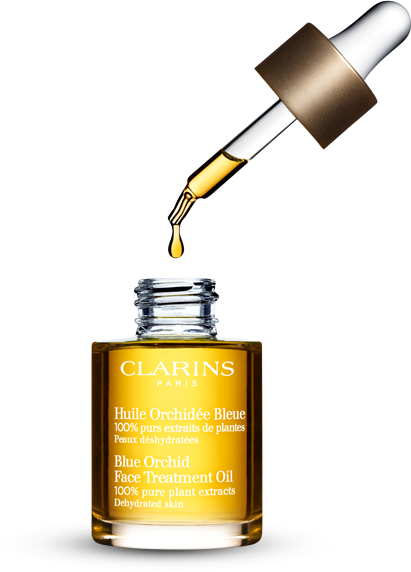 CLARINS
PARIS
Huile Orchidée Bleue
100% purs extraits de plantes
Peaux déshydratées
Blue Orchid
Face Treatment Oil
100% pure plant extracts
Dehydrated skin